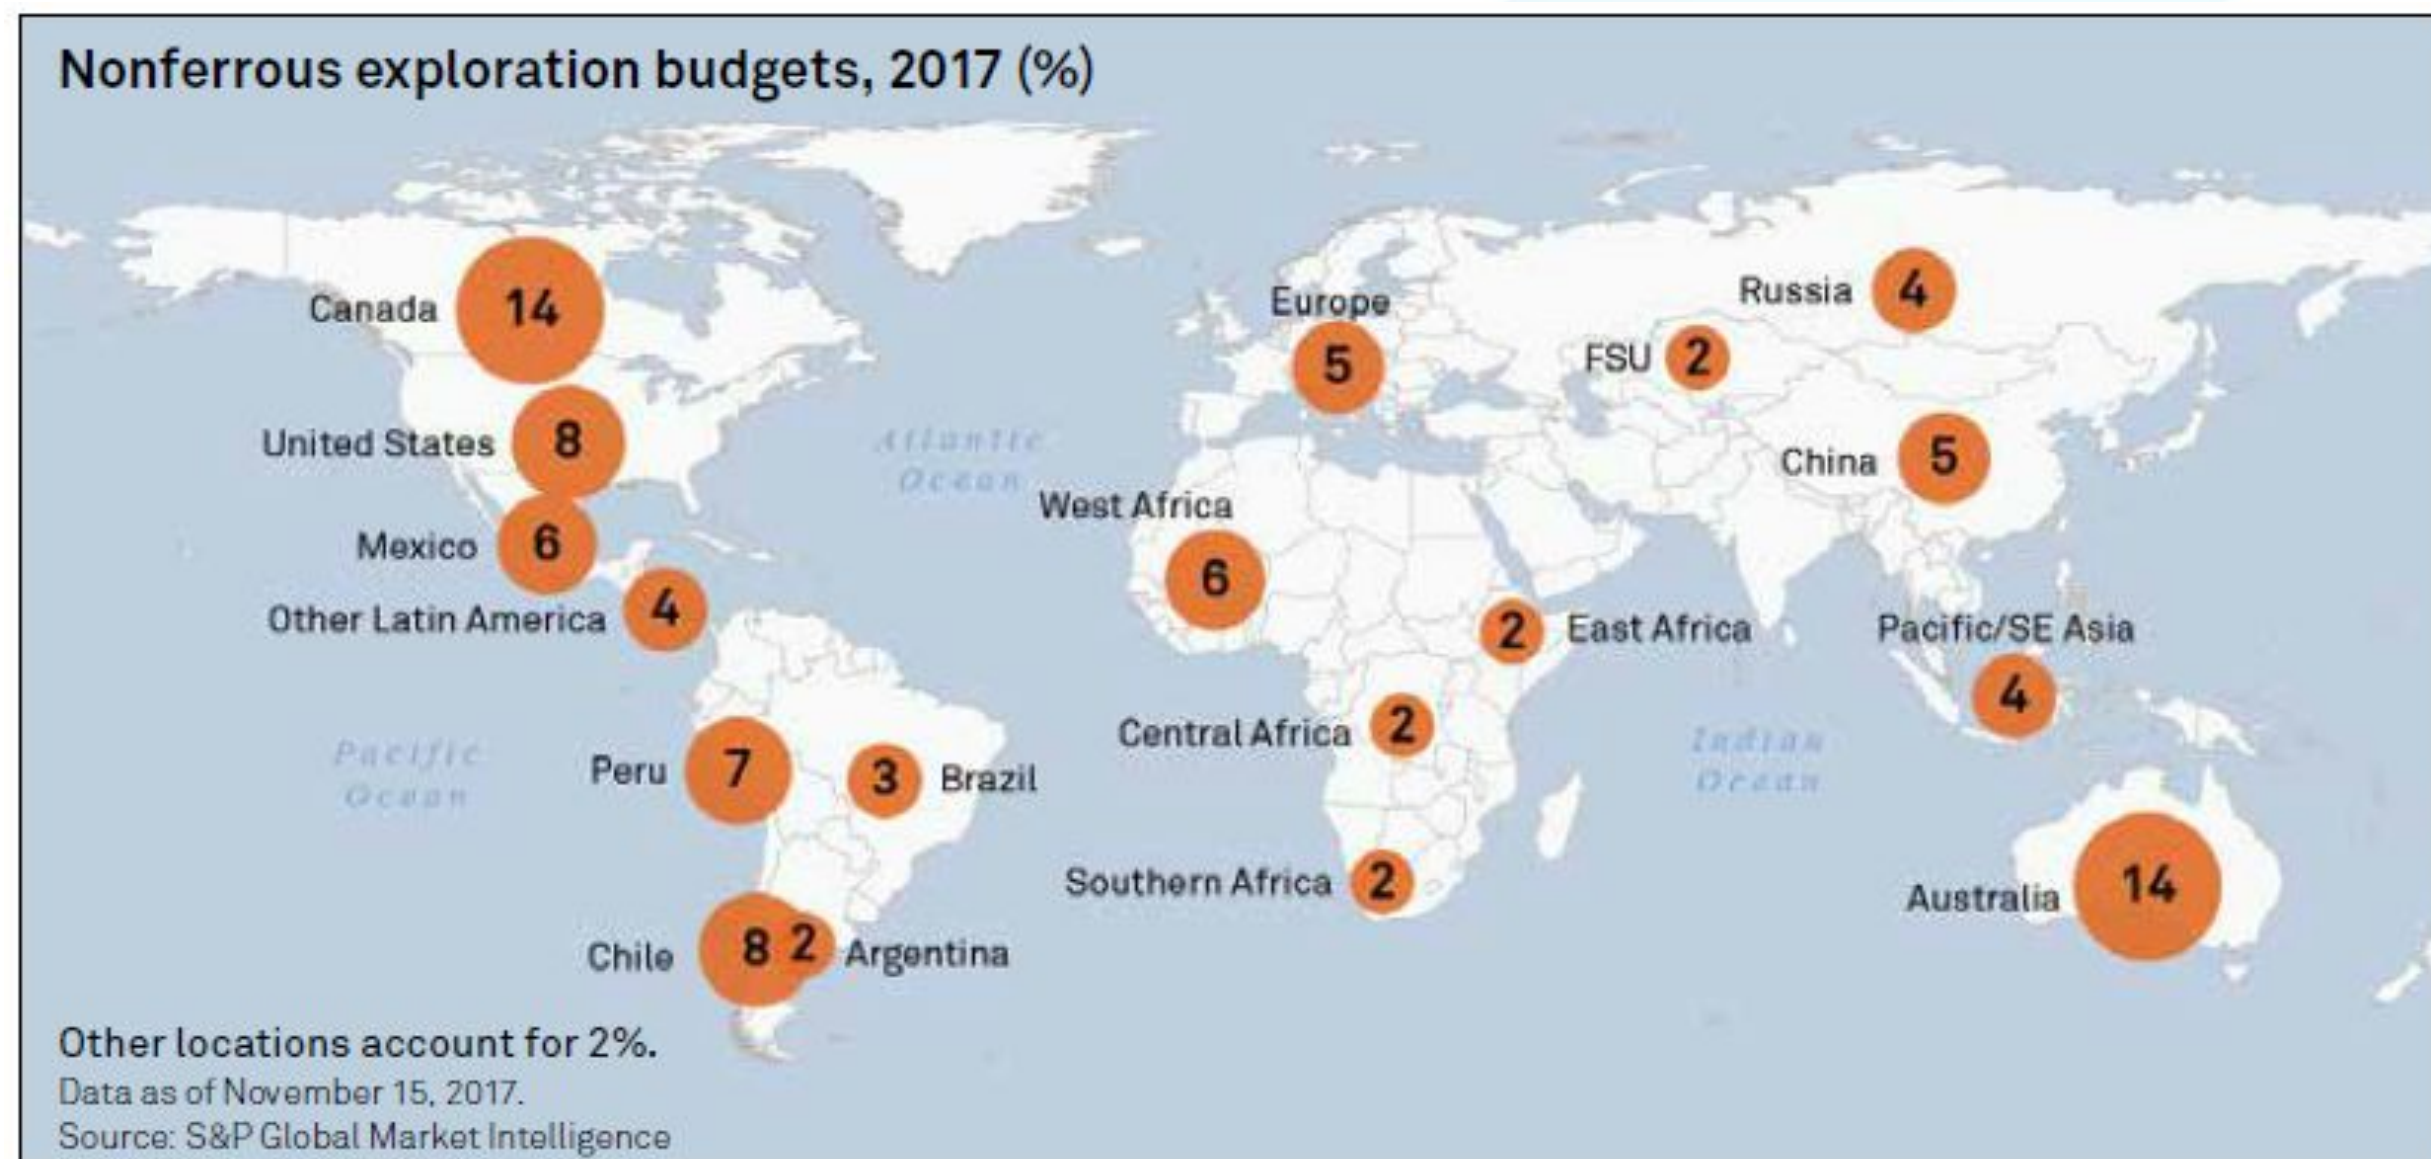 Nonferrous exploration budgets, 2017 (%)
Canada 14
United States 8
Mexico 6
Other Latin America 4
Peru 7
3 Brazil
Chile 8 2 Argentina
Atlantic
Ocean
Pacific
Ocean
Europe
5
West Africa
6
2 East Africa
Central Africa 2
Southern Africa 2
Russia 4
FSU 2
China 5
Pacific/SE Asia
4
Indian
Ocean
Australia 14
Other locations account for 2%.
Data as of November 15, 2017.
Source: S&P Global Market Intelligence